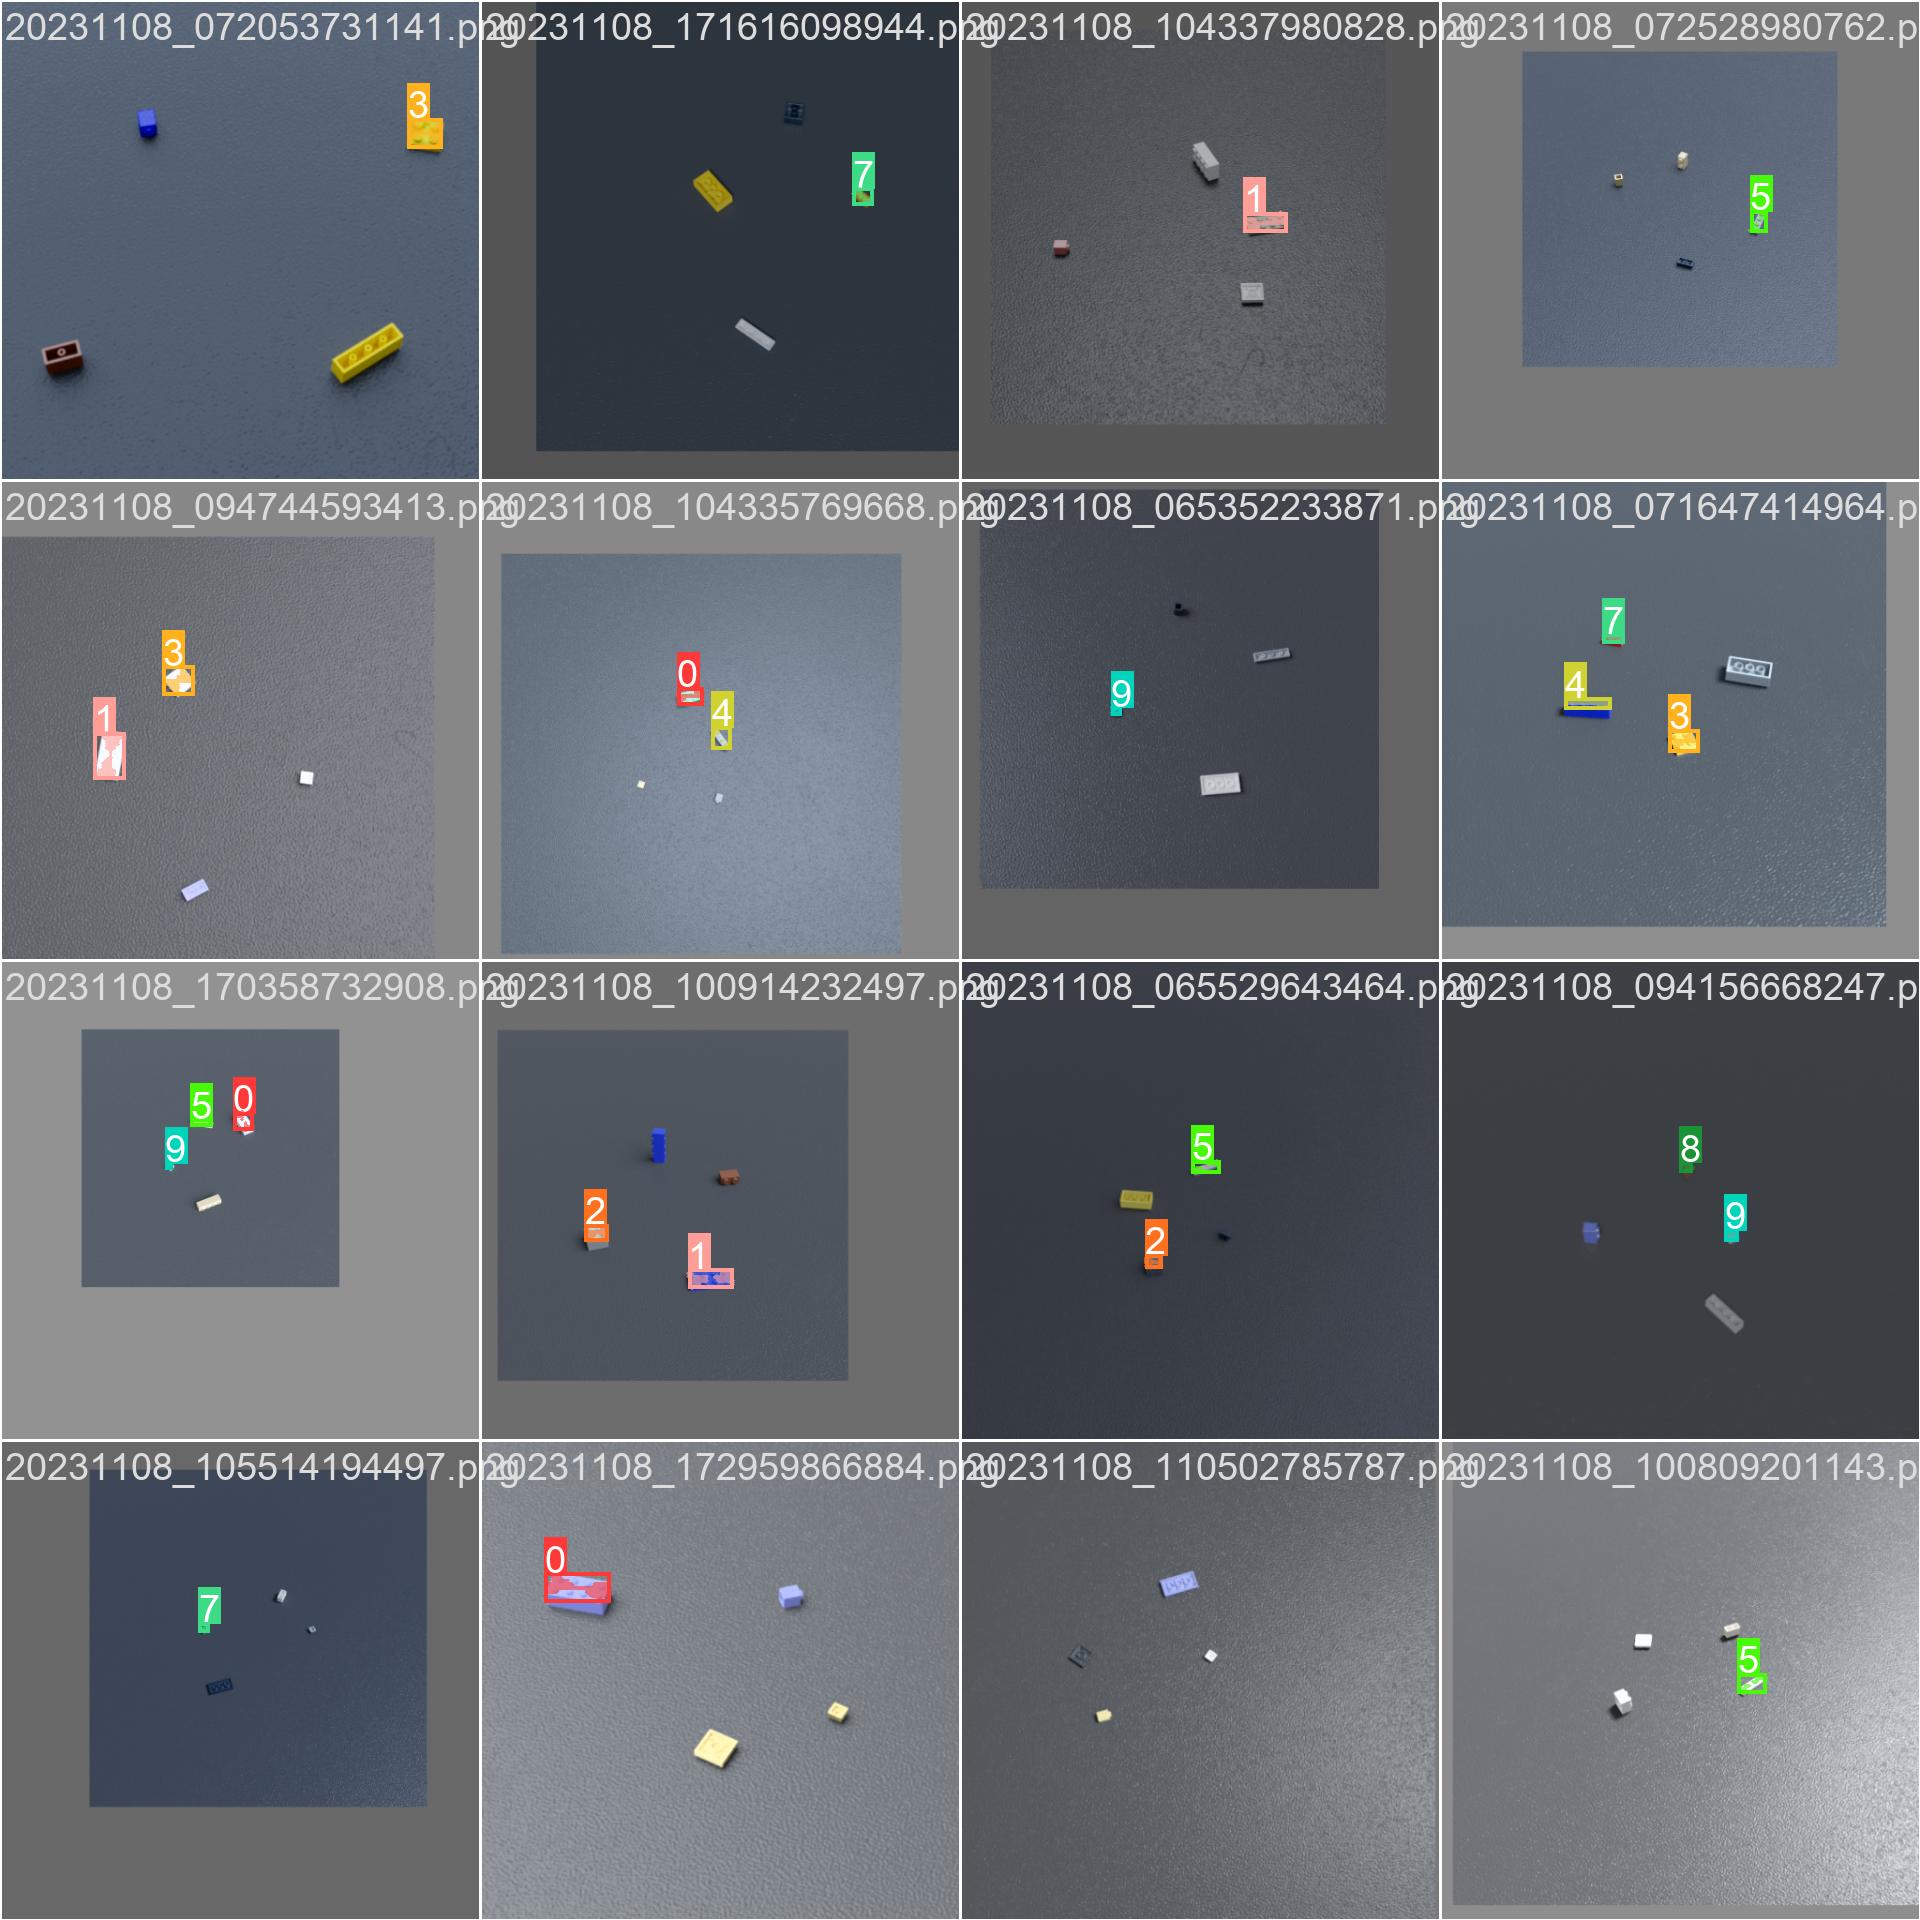 20231108_072053731141.png
20231108_171616098944.png
20231108_104337980828.png
20231108_072528980762.p
3
7
1
5
20231108_094744593413.png
20231108_104335769668.png
20231108_065352233871.png
20231108_071647414964.p
3
1
0
4
9
7
4
3
20231108_170358732908.png
20231108_100914232497.png
20231108_065529643464.png
20231108_094156668247.p
5
0
9
2
1
5
2
8
9
20231108_105514194497.png
20231108_172959866884.png
20231108_110502785787.png
20231108_100809201143.p
7
0
5